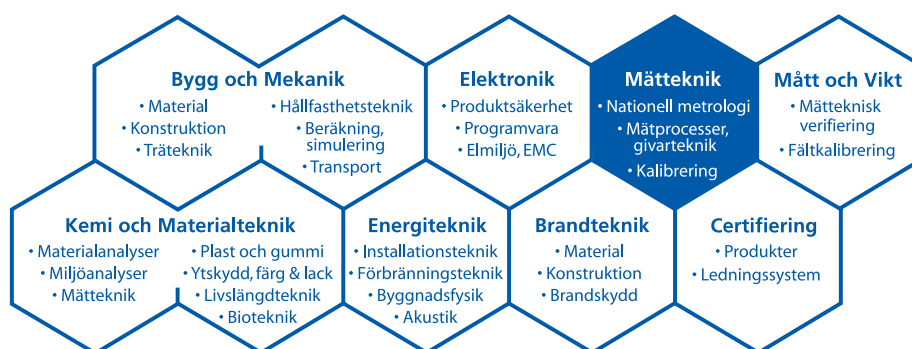 Bygg och Mekanik
• Material
• Konstruktion
• Träteknik
• Hållfasthetsteknik
• Beräkning,
simulering
• Transport
Elektronik
• Produktsäkerhet
• Programvara
• Elmiljö, EMC
Mätteknik
• Nationell metrologi
• Mätprocesser,
givarteknik
• Kalibrering
Mått och Vikt
• Mätteknisk
verifiering
• Fältkalibrering
Kemi och Materialteknik
• Materialanalyser
• Miljöanalyser
• Mätteknik
• Plast och gummi
• Ytskydd, färg & lack
• Livslängdteknik
• Bioteknik
Energiteknik
• Installationsteknik
• Förbränningsteknik
• Byggnadsfysik
• Akustik
Brandteknik
• Material
• Konstruktion
• Brandskydd
Certifiering
• Produkter
• Ledningssystem